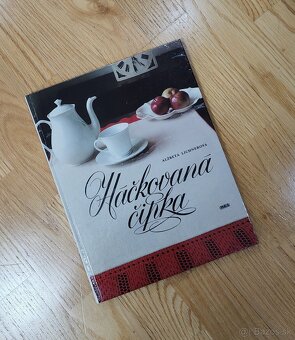 ALŽBETA LICHNEROVÁ
Háčkovaná
čipka